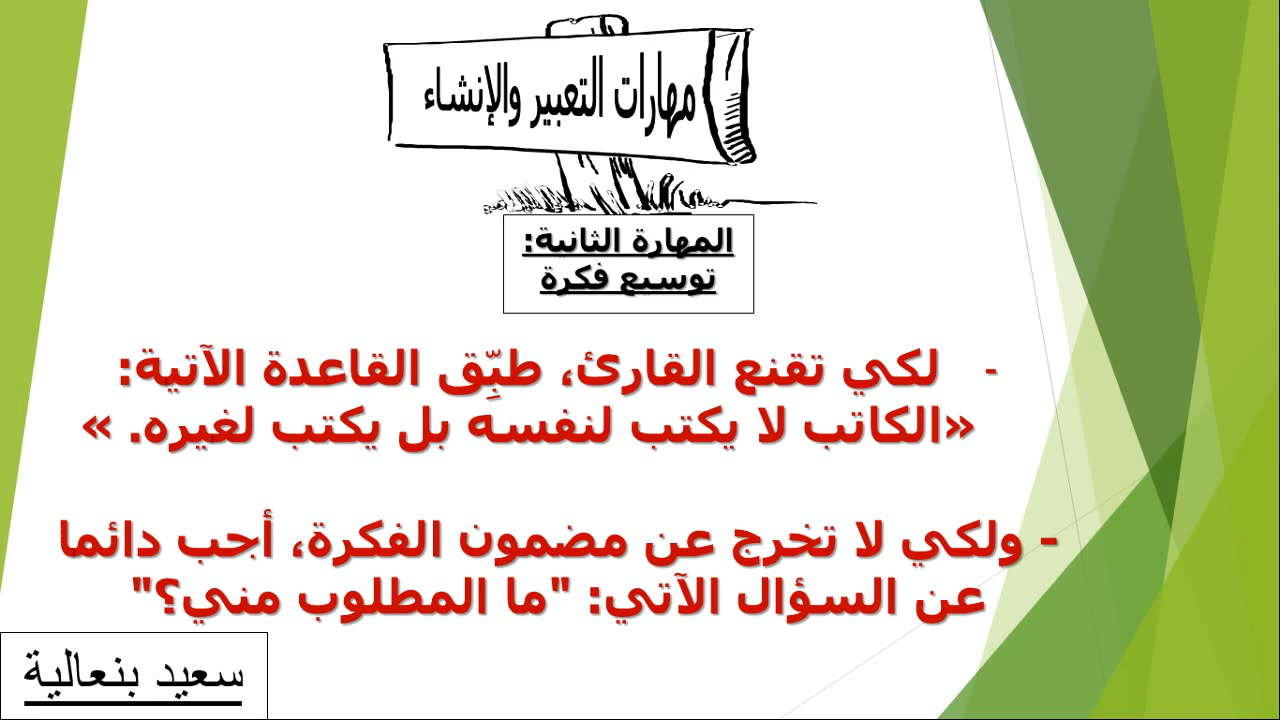 مهارات التعبير والإنشاء
المهارة الثانية:
توسيع فكرة
- لكي تقنع القارئ، طبِّق القاعدة الآتية:
«الكاتب لا يكتب لنفسه بل يكتب لغيره. »
- ولكي لا تخرج عن مضمون الفكرة، أجب دائما
عن السؤال الآتي: "ما المطلوب مني؟"
سعيد بنعالية